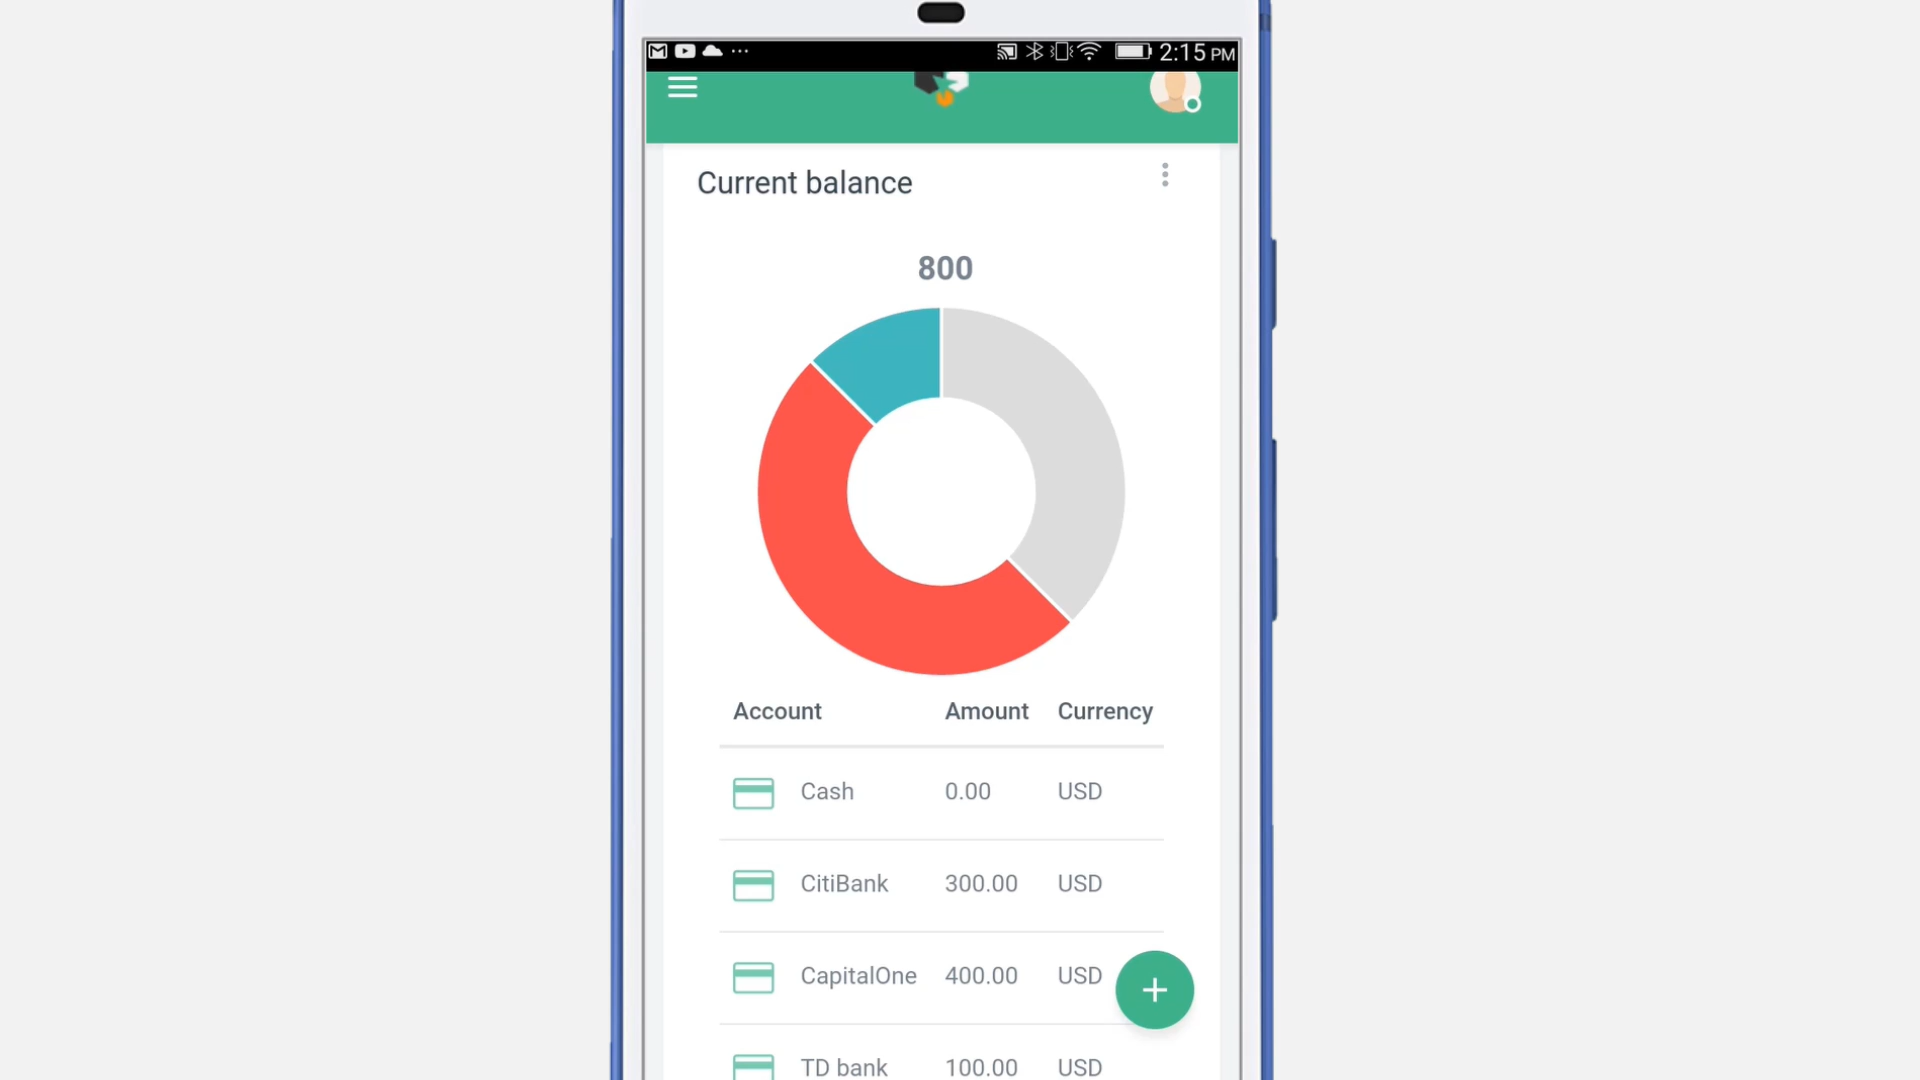 2:15 PM
Current balance
800
Account Amount Currency
Cash 0.00 USD
CitiBank 300.00 USD
CapitalOne 400.00 USD
TD bank 100.00 USD